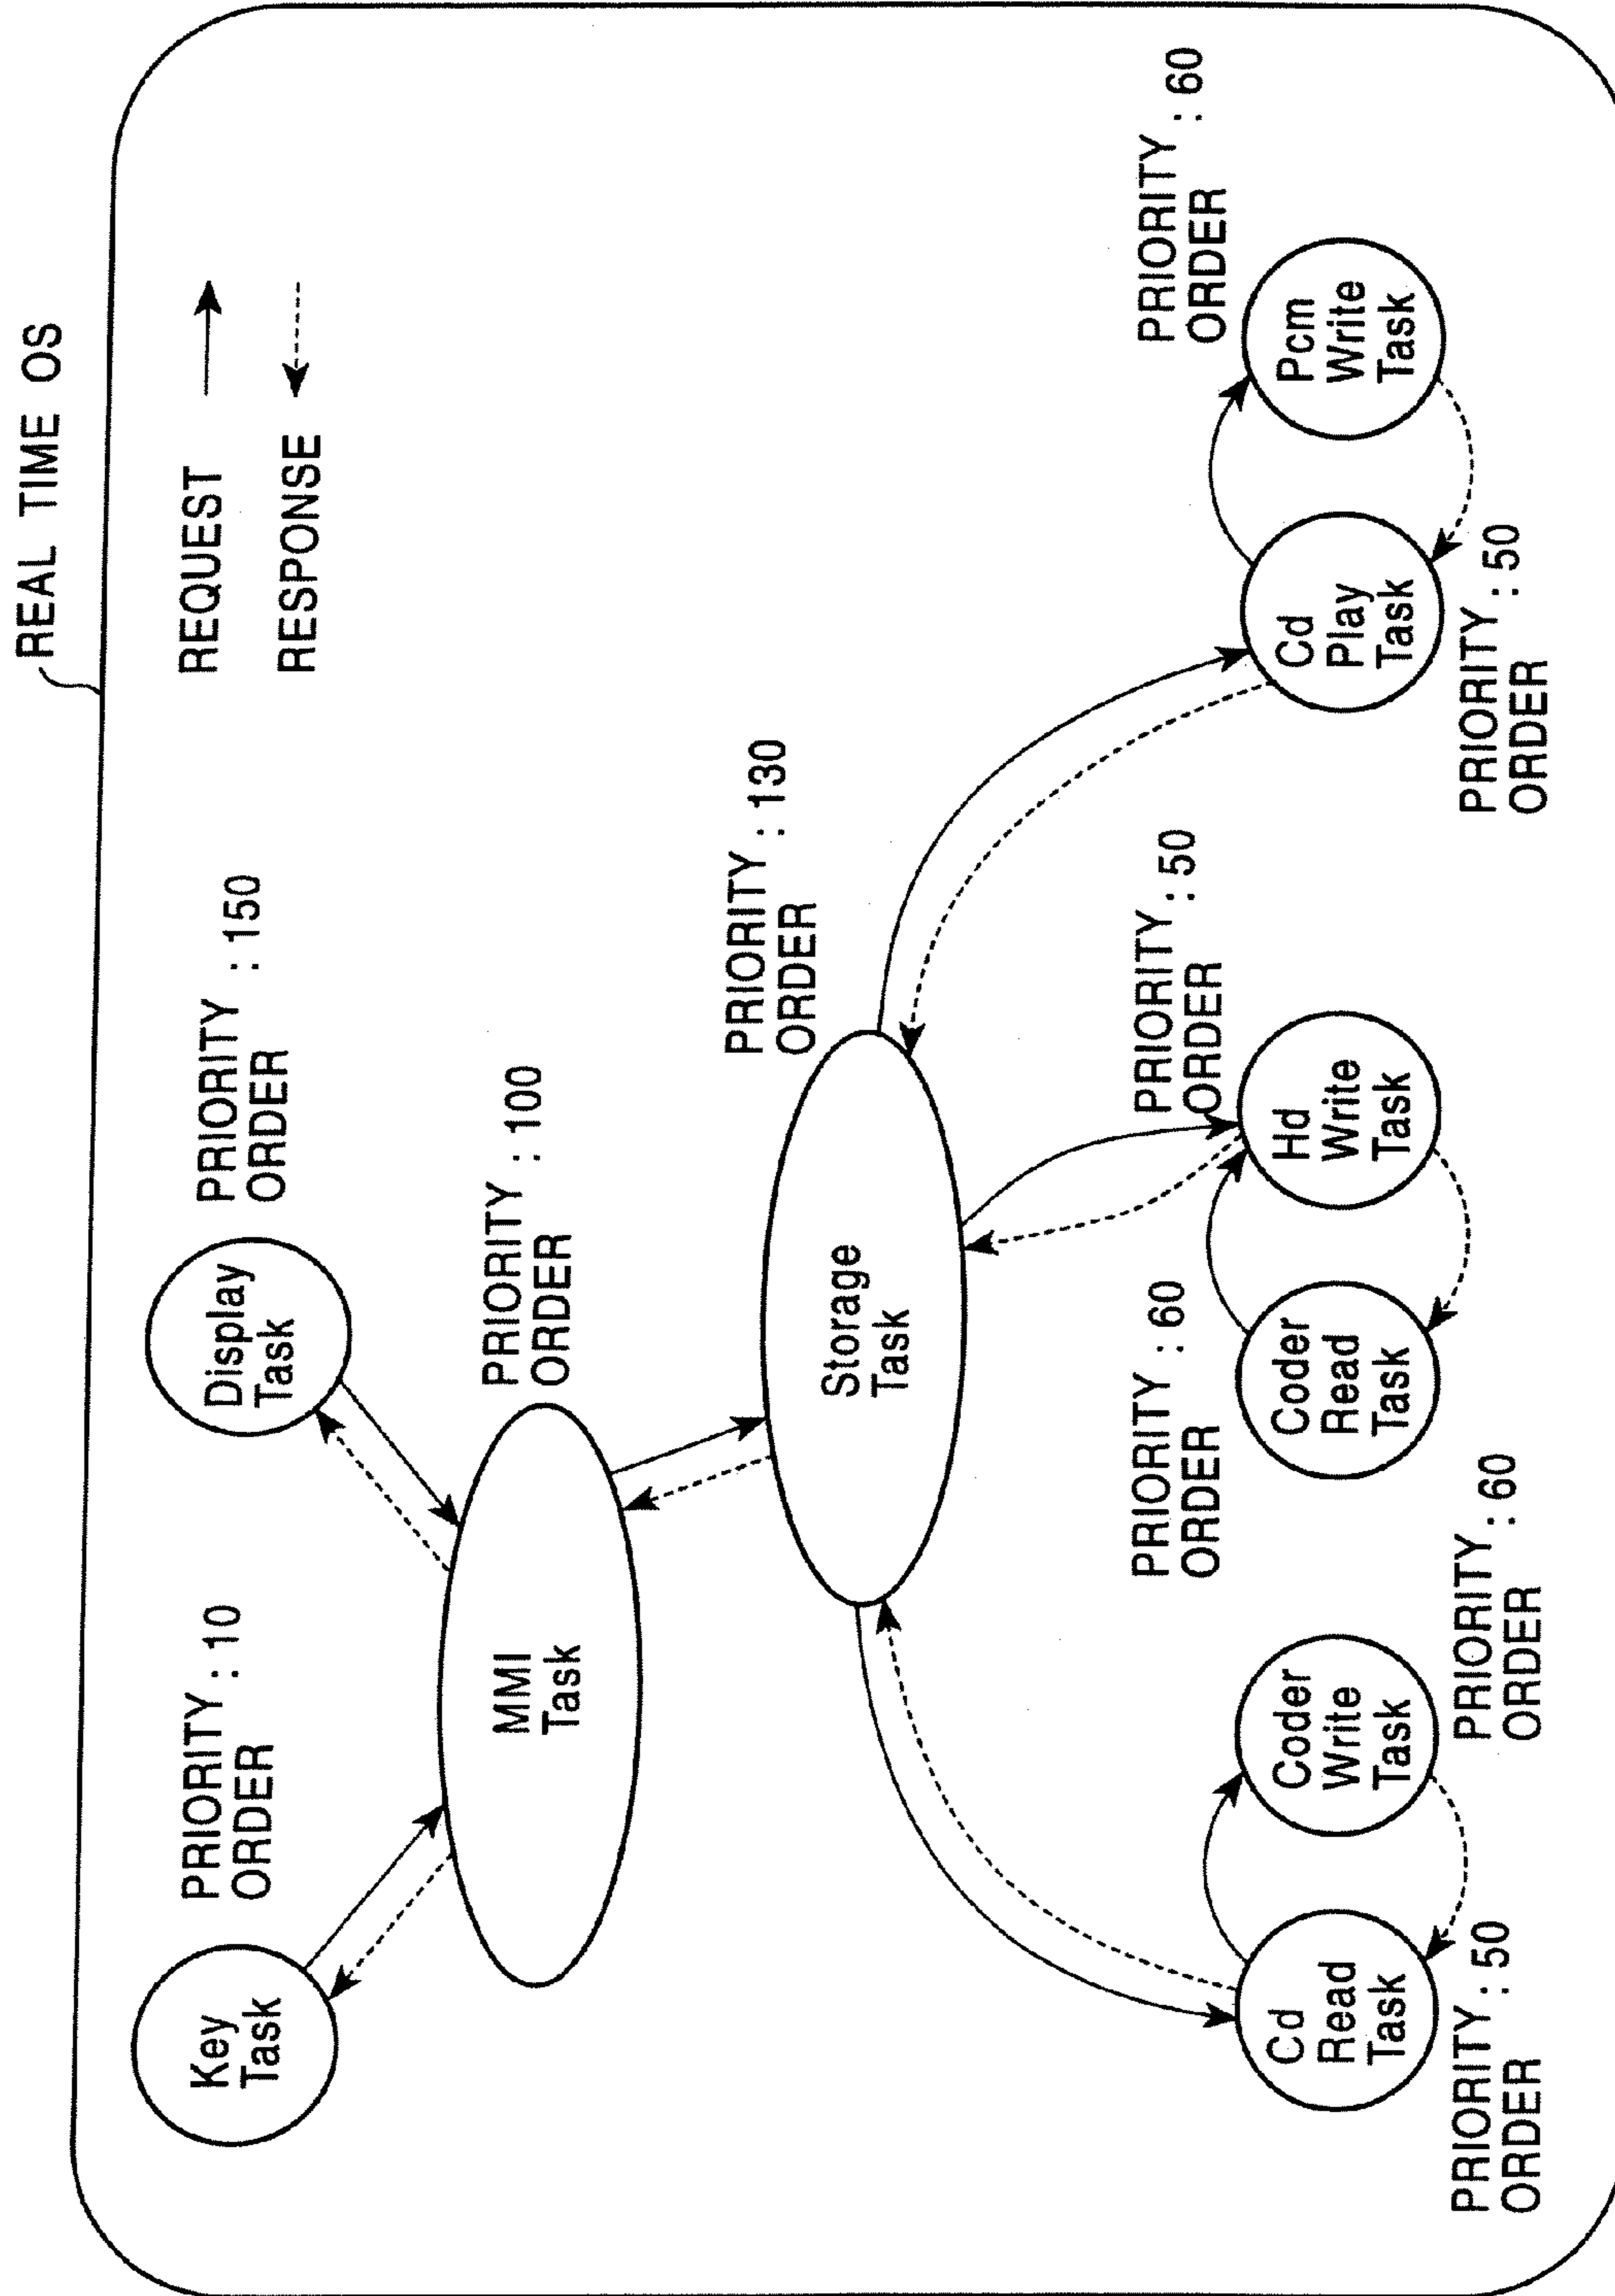 REAL TIME OS
REQUEST
RESPONSE
Key
Task
PRIORITY : 10
ORDER
Display
Task
PRIORITY : 150
ORDER
MMI
Task
PRIORITY : 100
ORDER
Storage
Task
PRIORITY : 130
ORDER
Cd
Read
Task
PRIORITY : 50
ORDER
Coder
Write
Task
PRIORITY : 60
ORDER
Coder
Read
Task
PRIORITY : 60
ORDER
Hd
Write
Task
PRIORITY : 50
ORDER
Cd
Play
Task
PRIORITY : 50
ORDER
Pcm
Write
Task
PRIORITY : 60
ORDER